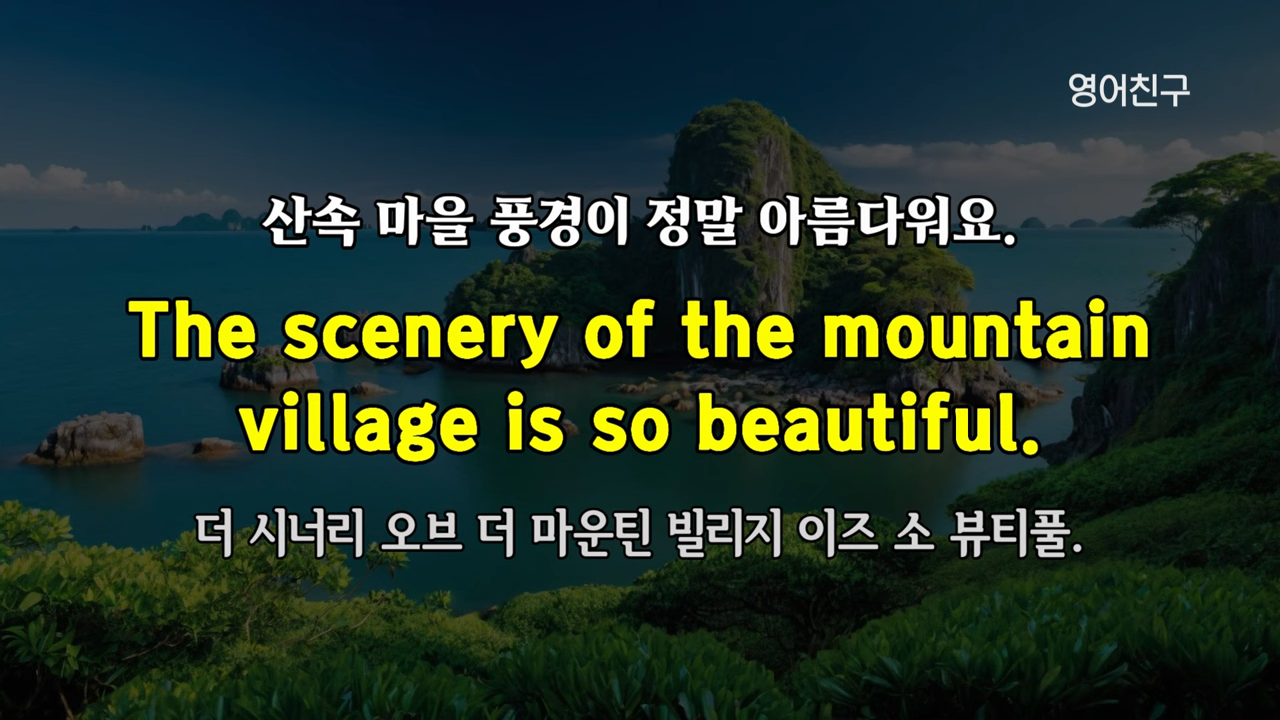 영어친구
산속 마을 풍경이 정말 아름다워요.
The scenery of the mountain
village is so beautiful.
더 시너리 오브 더 마운틴 빌리지 이즈 소 뷰티풀.